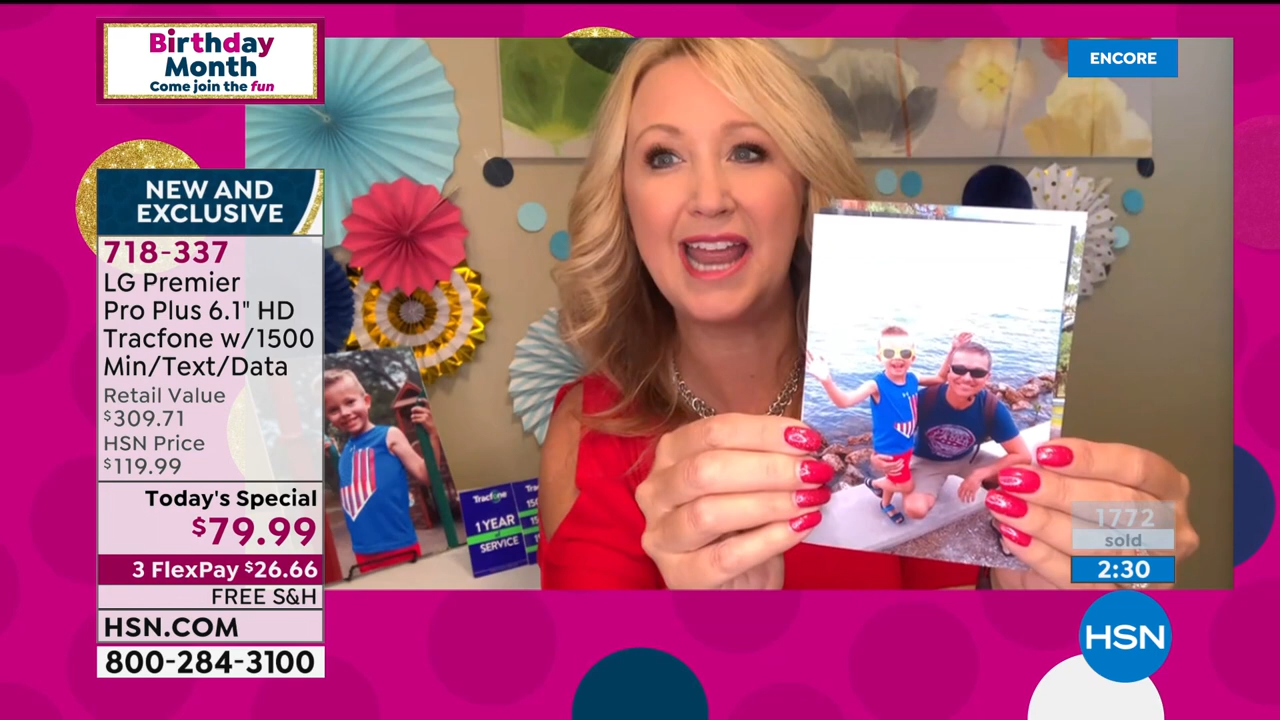 Birthday
Month
Come join the fun
ENCORE
NEW AND
EXCLUSIVE
718-337
LG Premier
Pro Plus 6.1" HD
Tracfone w/1500
Min/Text/Data
Retail Value
$309.71
HSN Price
$119.99
Today's Special
$79.99
3 FlexPay $26.66
FREE S&H
HSN.COM
800-284-3100
Tracfone
1 YEAR
of
SERVICE
1772
sold
2:30
HSN